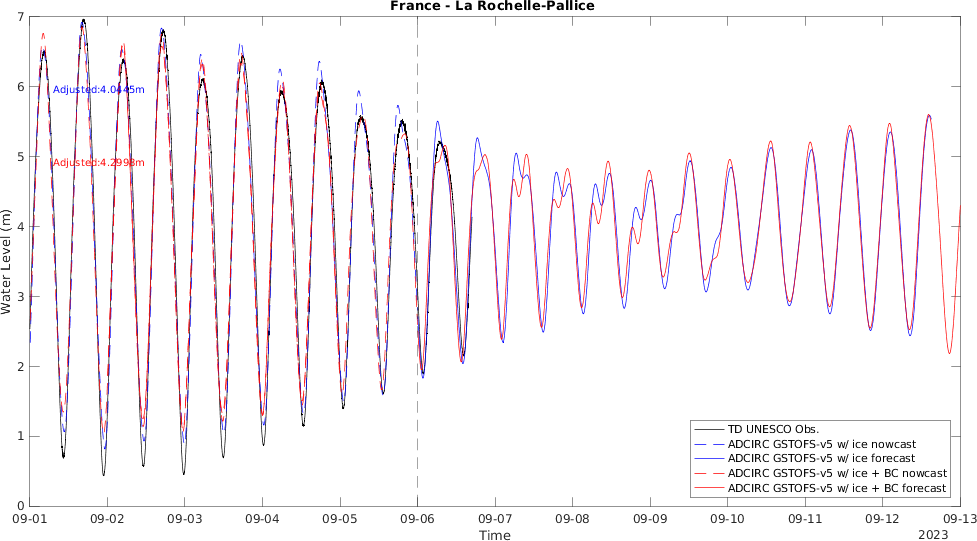 France - La Rochelle-Pallice
7
6
5
4
3
2
1
0
Water Level (m)
Adjusted:4.0445m
Adjusted:4.2998m
TD UNESCO Obs.
ADCIRC GSTOFS-v5 w/ ice nowcast
ADCIRC GSTOFS-v5 w/ ice forecast
ADCIRC GSTOFS-v5 w/ ice + BC nowcast
ADCIRC GSTOFS-v5 w/ ice + BC forecast
09-01 09-02 09-03 09-04 09-05 09-06 09-07 09-08 09-09 09-10 09-11 09-12 09-13
Time
2023